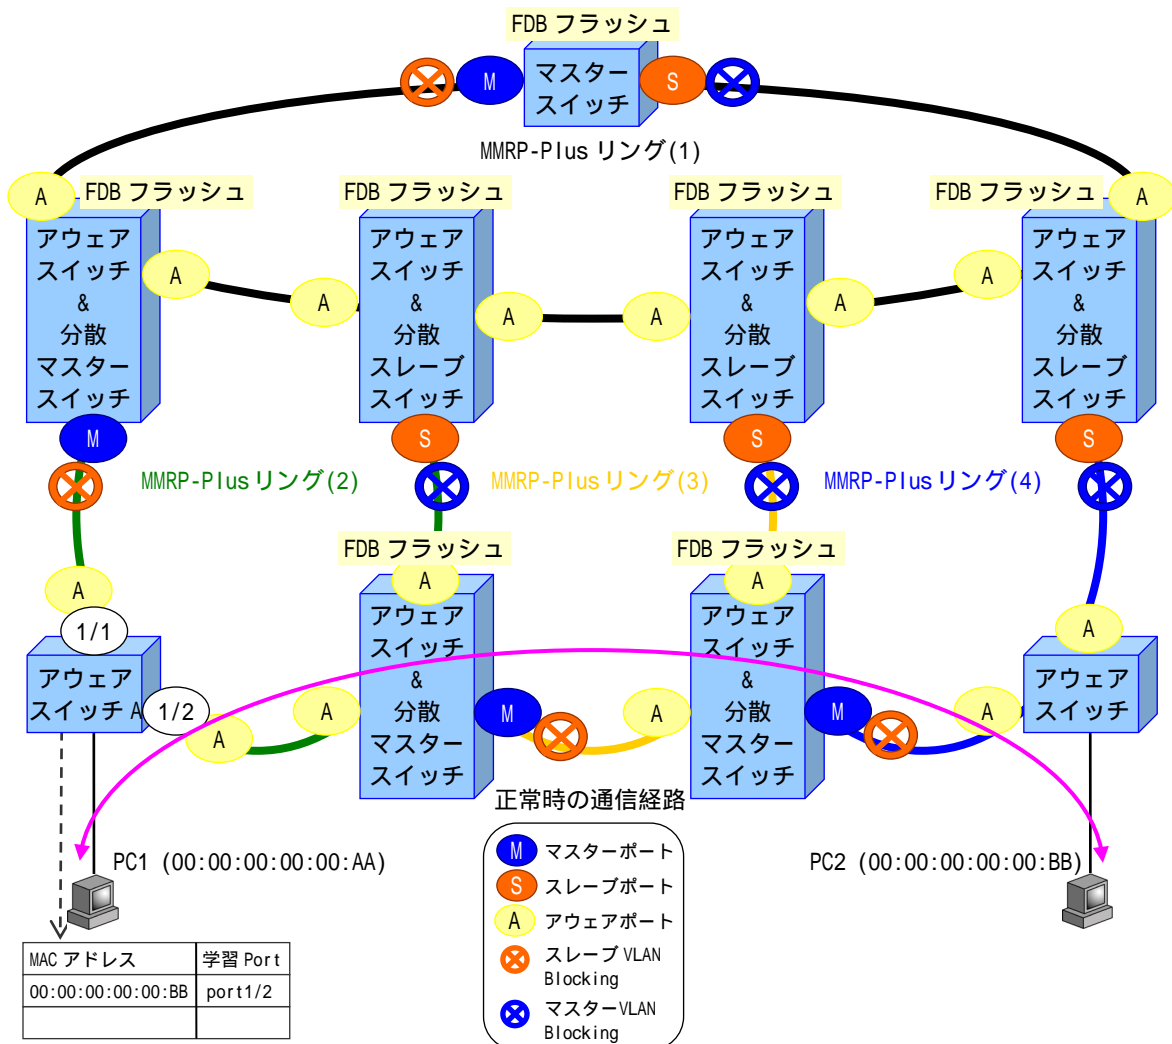 FDB フラッシュ
M
マスター
スイッチ
S
MMRP-Plus リング(1)
A
FDB フラッシュ
FDB フラッシュ
FDB フラッシュ
FDB フラッシュ
A
アウェア
スイッチ
&
分散
マスター
スイッチ
A
A
アウェア
スイッチ
&
分散
スレーブ
スイッチ
A
A
アウェア
スイッチ
&
分散
スレーブ
スイッチ
A
A
アウェア
スイッチ
&
分散
スレーブ
スイッチ
M
S
S
S
MMRP-Plus リング(2)
MMRP-Plus リング(3)
MMRP-Plus リング(4)
FDB フラッシュ
FDB フラッシュ
A
A
A
A
1/1
アウェア
スイッチ A
1/2
A
A
アウェア
スイッチ
&
分散
マスター
スイッチ
M
A
アウェア
スイッチ
&
分散
マスター
スイッチ
M
A
アウェア
スイッチ
正常時の通信経路
PC1 (00:00:00:00:00:AA)
PC2 (00:00:00:00:00:BB)
M マスターポート
S スレーブポート
A アウェアポート
スレーブ VLAN
Blocking
マスターVLAN
Blocking
MAC アドレス 学習 Port
00:00:00:00:00:BB port1/2